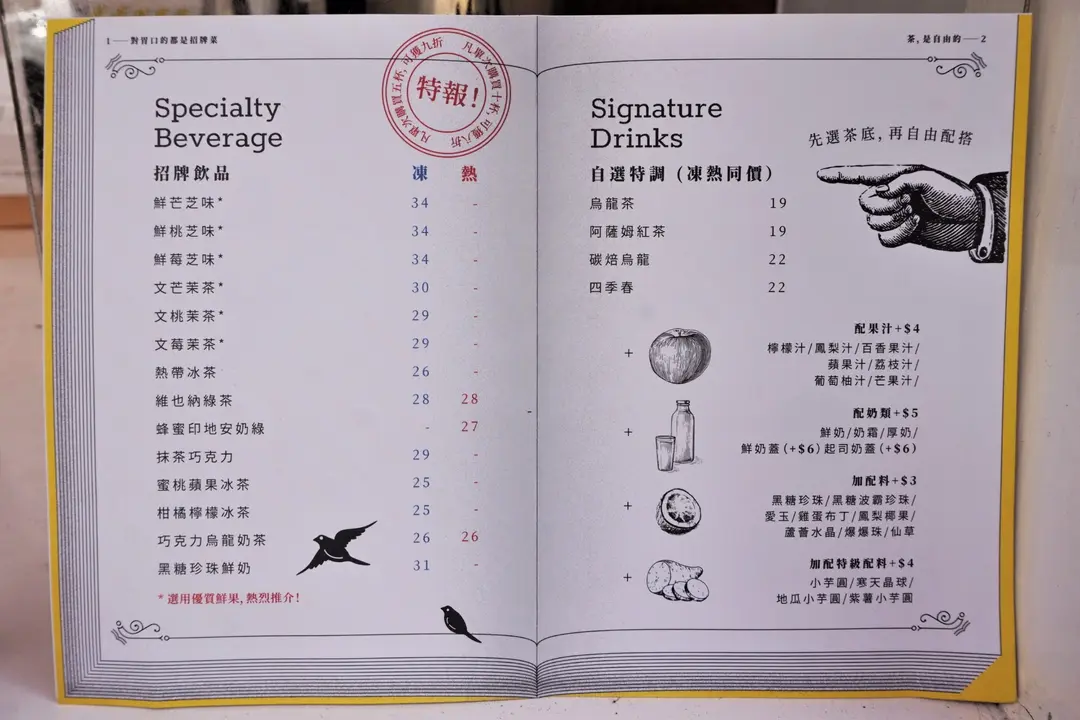 1—對胃口的都是招牌菜
Specialty
Beverage
特報!
凡單次購買五杯,可獲九折
凡單次購買十杯,可獲八折
招牌飲品 凍 熱
鮮芒芝味* 34 -
鮮桃芝味* 34 -
鮮莓芝味* 34 -
文芒茉茶* 30 -
文桃茉茶* 29 -
文莓茉茶* 29 -
熱帶冰茶 26 -
維也納綠茶 28 28
蜂蜜印地安奶綠 - 27
抹茶巧克力 29 -
蜜桃蘋果冰茶 25 -
柑橘檸檬冰茶 25 -
巧克力烏龍奶茶 26 26
黑糖珍珠鮮奶 31 -
*選用優質鮮果,熱烈推介!
茶,是自由的—2
Signature
Drinks
先選茶底,再自由配搭
自選特調(凍熱同價)
烏龍茶 19
阿薩姆紅茶 19
碳焙烏龍 22
四季春 22
配果汁+$4
+
檸檬汁/鳳梨汁/百香果汁/
蘋果汁/荔枝汁/
葡萄柚汁/芒果汁/
配奶類+$5
+
鮮奶/奶霜/厚奶/
鮮奶蓋(+$6)起司奶蓋(+$6)
加配料+$3
+
黑糖珍珠/黑糖波霸珍珠/
愛玉/雞蛋布丁/鳳梨椰果/
蘆薈水晶/爆爆珠/仙草
加配特級配料+$4
+
小芋圓/寒天晶球/
地瓜小芋圓/紫薯小芋圓